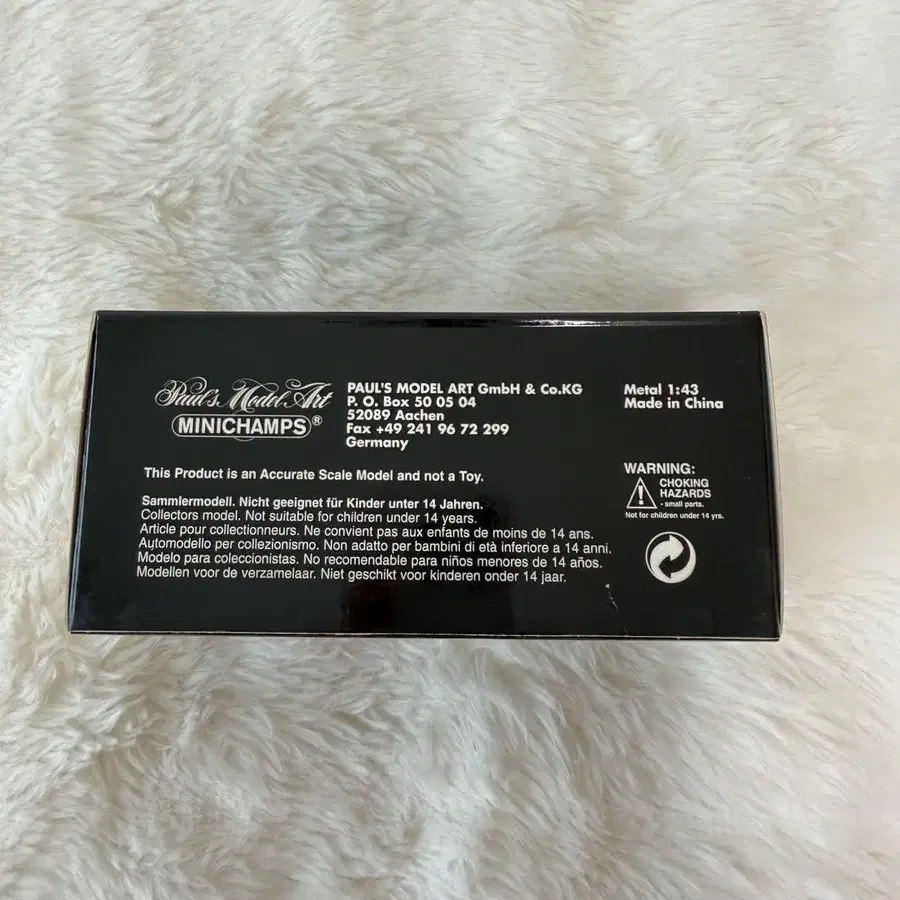 Paul's Model Art
MINICHAMPS®
PAUL'S MODEL ART GmbH & Co.KG
P. O. Box 50 05 04
52089 Aachen
Fax +49 241 96 72 299
Germany
Metal 1:43
Made in China
This Product is an Accurate Scale Model and not a Toy.
Sammlermodell. Nicht geeignet für Kinder unter 14 Jahren.
Collectors model. Not suitable for children under 14 years.
Article pour collectionneurs. Ne convient pas aux enfants de moins de 14 ans.
Automodello per collezionismo. Non adatto per bambini di età inferiore a 14 anni.
Modelo para coleccionistas. No recomendable para niños menores de 14 años.
Modellen voor de verzamelaar. Niet geschikt voor kinderen onder 14 jaar.
WARNING:
CHOKING
HAZARDS
- small parts.
Not for children under 14 yrs.